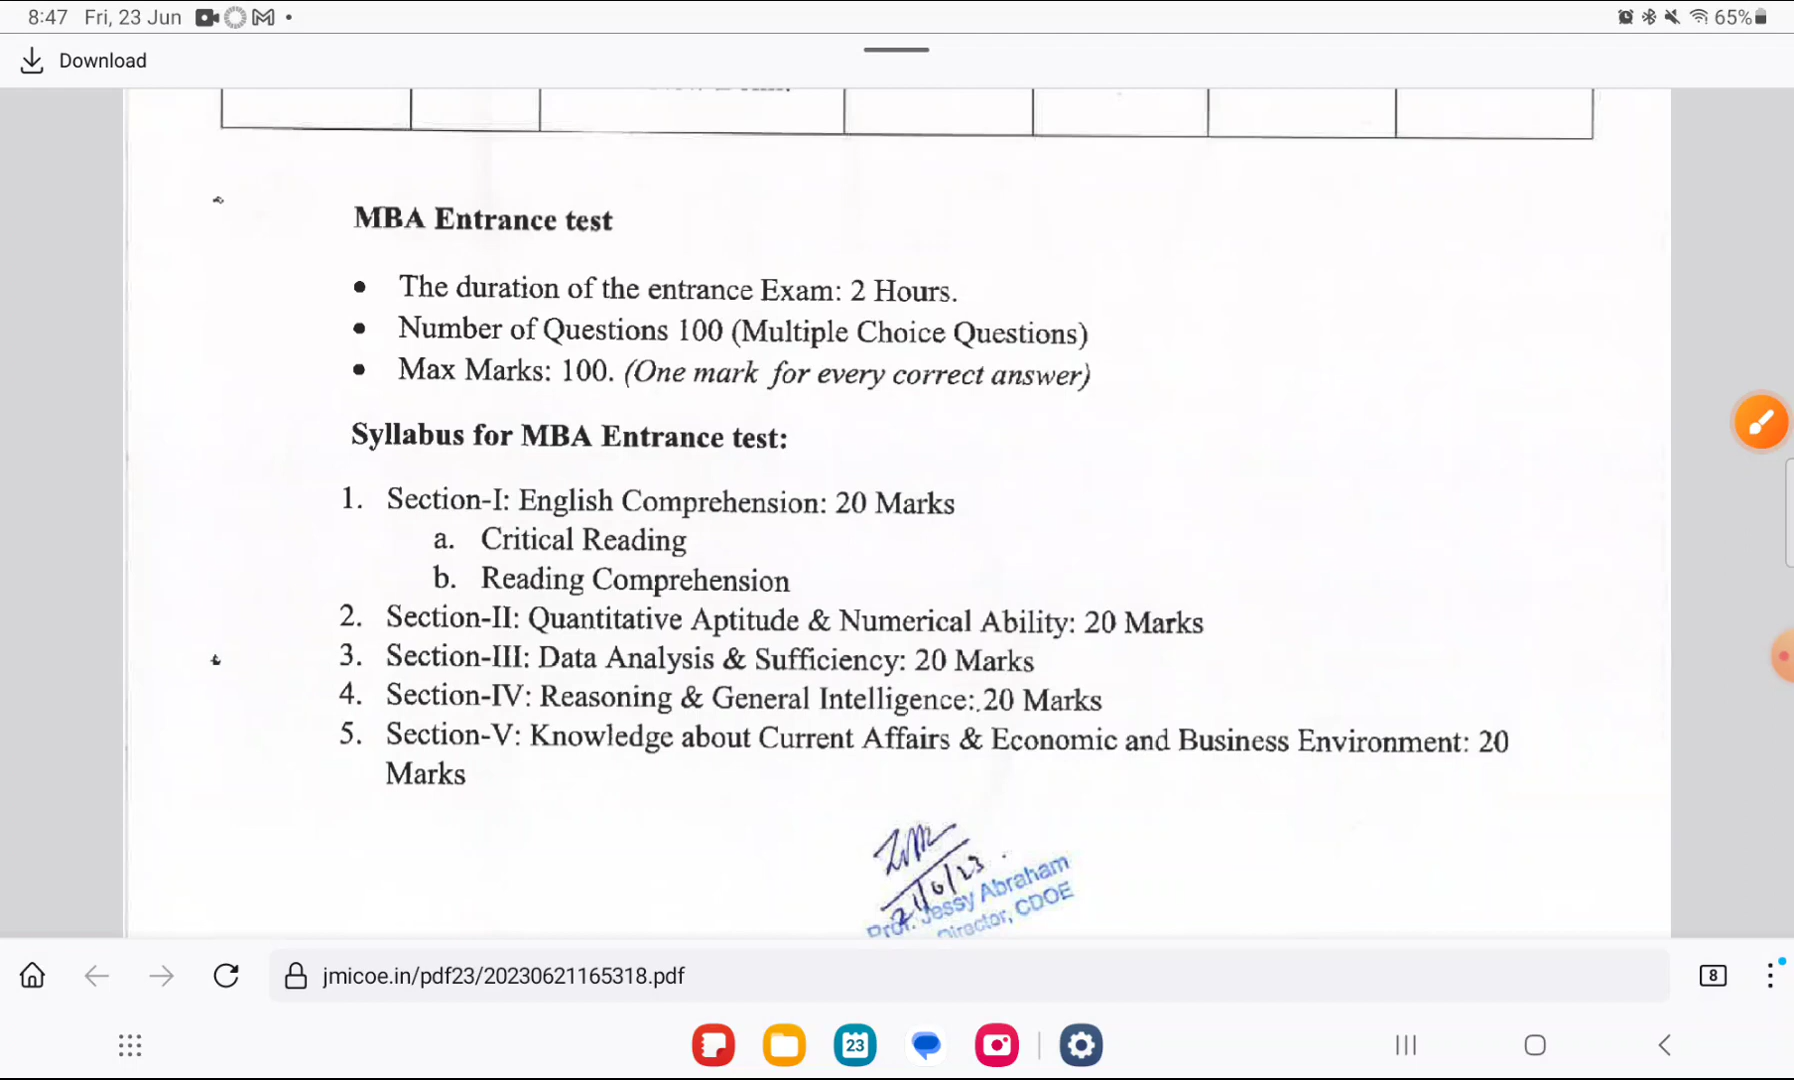 8:47 Fri, 23 Jun
65%
Download
MBA Entrance test
• The duration of the entrance Exam: 2 Hours.
• Number of Questions 100 (Multiple Choice Questions)
• Max Marks: 100. (One mark for every correct answer)
Syllabus for MBA Entrance test:
1. Section-I: English Comprehension: 20 Marks
a. Critical Reading
b. Reading Comprehension
2. Section-II: Quantitative Aptitude & Numerical Ability: 20 Marks
3. Section-III: Data Analysis & Sufficiency: 20 Marks
4. Section-IV: Reasoning & General Intelligence: 20 Marks
5. Section-V: Knowledge about Current Affairs & Economic and Business Environment: 20
Marks
21/6/23
Prof. Jessy Abraham
Director, CDOE
jmicoe.in/pdf23/20230621165318.pdf
8
23